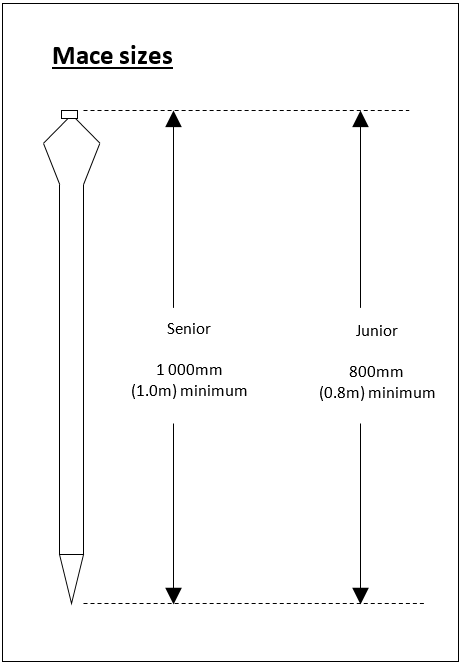 Mace sizes
Senior
1 000mm
(1.0m) minimum
Junior
800mm
(0.8m) minimum